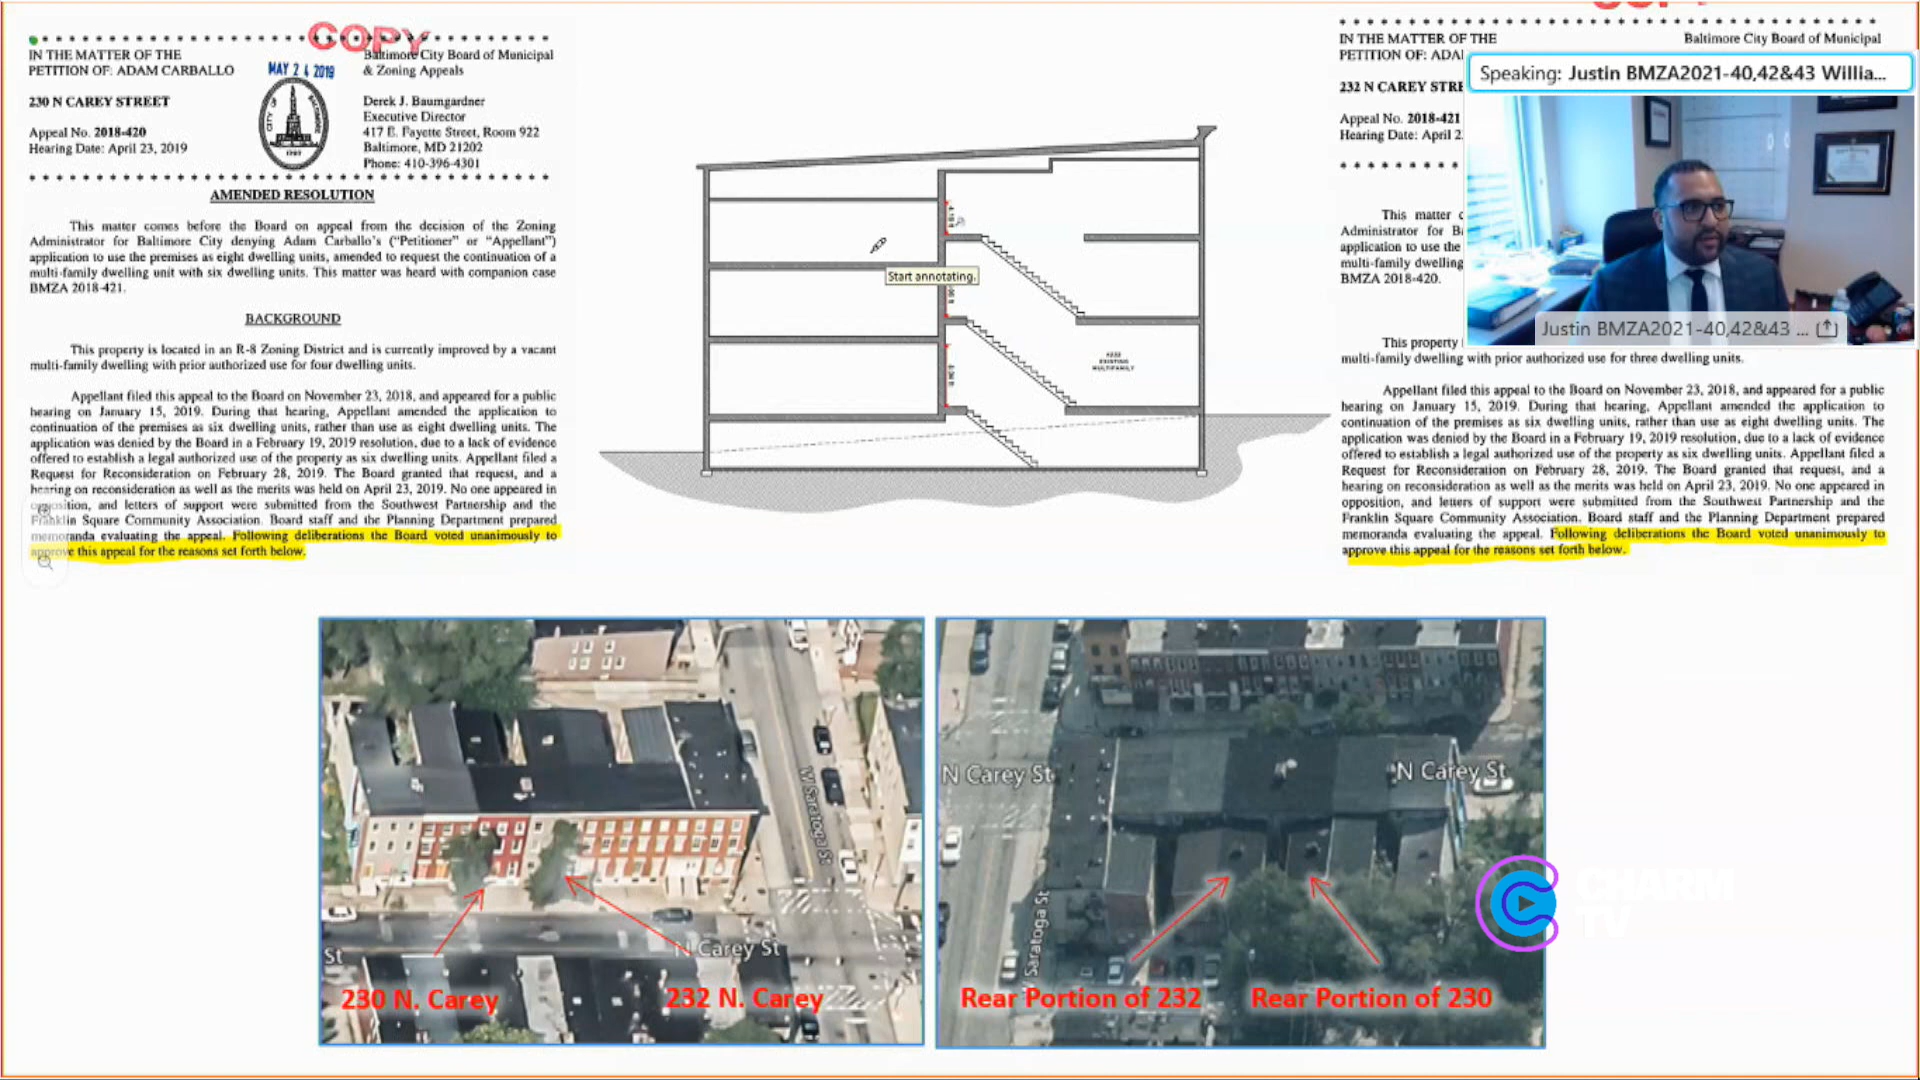 COPY
IN THE MATTER OF THE
PETITION OF: ADAM CARBALLO
230 N CAREY STREET
Appeal No. 2018-420
Hearing Date: April 23, 2019
MAY 24 2019
CITY OF BALTIMORE
1797
Baltimore City Board of Municipal
& Zoning Appeals
Derek J. Baumgardner
Executive Director
417 E. Fayette Street, Room 922
Baltimore, MD 21202
Phone: 410-396-4301
AMENDED RESOLUTION
This matter comes before the Board on appeal from the decision of the Zoning
Administrator for Baltimore City denying Adam Carballo's ("Petitioner" or "Appellant")
application to use the premises as eight dwelling units, amended to request the continuation of a
multi-family dwelling unit with six dwelling units. This matter was heard with companion case
BMZA 2018-421.
BACKGROUND
This property is located in an R-8 Zoning District and is currently improved by a vacant
multi-family dwelling with prior authorized use for four dwelling units.
Appellant filed this appeal to the Board on November 23, 2018, and appeared for a public
hearing on January 15, 2019. During that hearing, Appellant amended the application to
continuation of the premises as six dwelling units, rather than use as eight dwelling units. The
application was denied by the Board in a February 19, 2019 resolution, due to a lack of evidence
offered to establish a legal authorized use of the property as six dwelling units. Appellant filed a
Request for Reconsideration on February 28, 2019. The Board granted that request, and a
hearing on reconsideration as well as the merits was held on April 23, 2019. No one appeared in
opposition, and letters of support were submitted from the Southwest Partnership and the
Franklin Square Community Association. Board staff and the Planning Department prepared
memoranda evaluating the appeal. Following deliberations the Board voted unanimously to
approve this appeal for the reasons set forth below.
Start annotating.
#232
EXISTING
MULTIFAMILY
IN THE MATTER OF THE
PETITION OF: ADA
232 N CAREY STRE
Appeal No. 2018-421
Hearing Date: April 2
Baltimore City Board of Municipal
Speaking: Justin BMZA2021-40,42&43 Willia...
Justin BMZA2021-40,42&43 ...
This matter c
Administrator for B
application to use the
multi-family dwelling
BMZA 2018-420.
This property
multi-family dwelling with prior authorized use for three dwelling units.
Appellant filed this appeal to the Board on November 23, 2018, and appeared for a public
hearing on January 15, 2019. During that hearing, Appellant amended the application to
continuation of the premises as six dwelling units, rather than use as eight dwelling units. The
application was denied by the Board in a February 19, 2019 resolution, due to a lack of evidence
offered to establish a legal authorized use of the property as six dwelling units. Appellant filed a
Request for Reconsideration on February 28, 2019. The Board granted that request, and a
hearing on reconsideration as well as the merits was held on April 23, 2019. No one appeared in
opposition, and letters of support were submitted from the Southwest Partnership and the
Franklin Square Community Association. Board staff and the Planning Department prepared
memoranda evaluating the appeal. Following deliberations the Board voted unanimously to
approve this appeal for the reasons set forth below.
W Saratoga St
N Carey St
St
230 N. Carey
232 N. Carey
N Carey St
N Carey St
Saratoga St
Rear Portion of 232
Rear Portion of 230
CHARM
TV